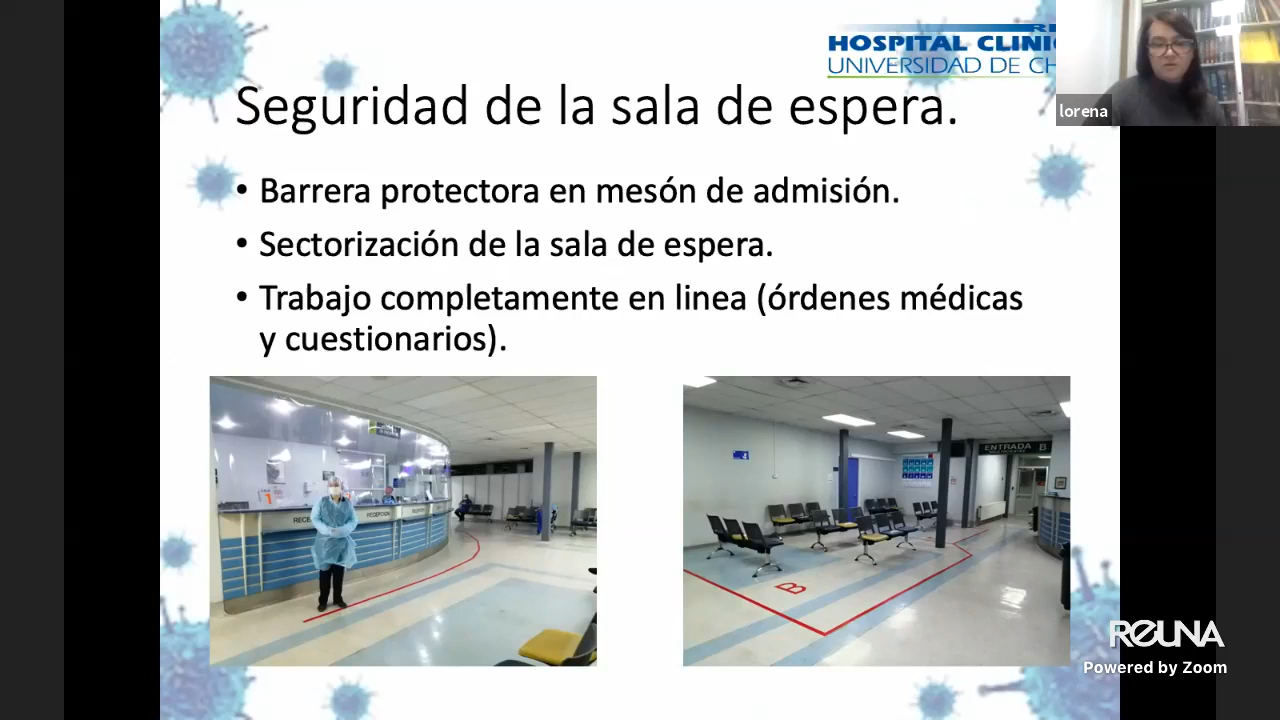 HOSPITAL CLINIC
UNIVERSIDAD DE CH
lorena
Seguridad de la sala de espera.
• Barrera protectora en mesón de admisión.
• Sectorización de la sala de espera.
• Trabajo completamente en linea (órdenes médicas
y cuestionarios).
RECEPCION
ENTRADA B
B
REUNA
Powered by Zoom